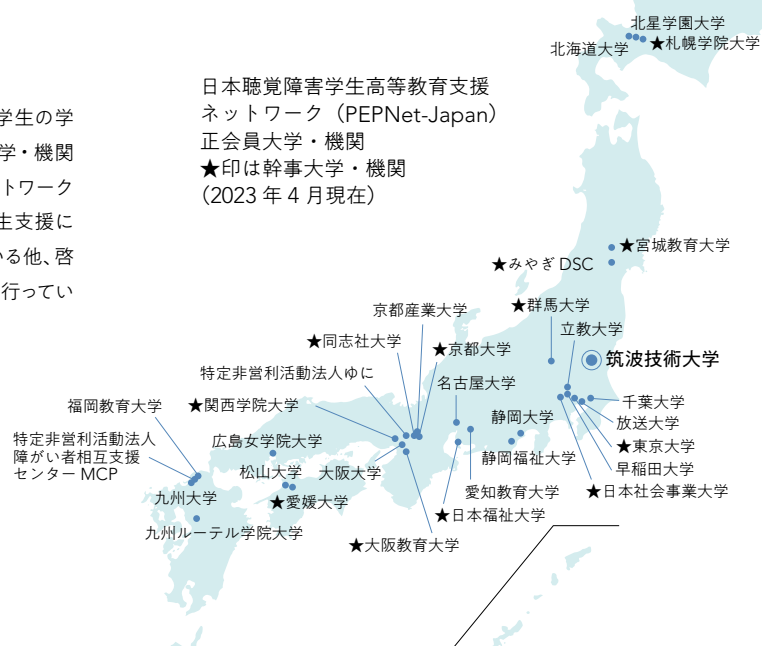 学生の学
学・機関
トワーク
生支援に
いる他、啓
行ってい
日本聴覚障害学生高等教育支援
ネットワーク（PEPNet-Japan）
正会員大学・機関
★印は幹事大学・機関
（2023 年 4 月現在）
北星学園大学
北海道大学
★札幌学院大学
★宮城教育大学
★みやぎ DSC
★群馬大学
立教大学
筑波技術大学
京都産業大学
★同志社大学
★京都大学
特定非営利活動法人ゆに
名古屋大学
千葉大学
放送大学
★東京大学
早稲田大学
★日本社会事業大学
静岡大学
静岡福祉大学
愛知教育大学
★日本福祉大学
福岡教育大学
★関西学院大学
特定非営利活動法人
障がい者相互支援
センター MCP
広島女学院大学
松山大学
大阪大学
★愛媛大学
九州大学
九州ルーテル学院大学
★大阪教育大学